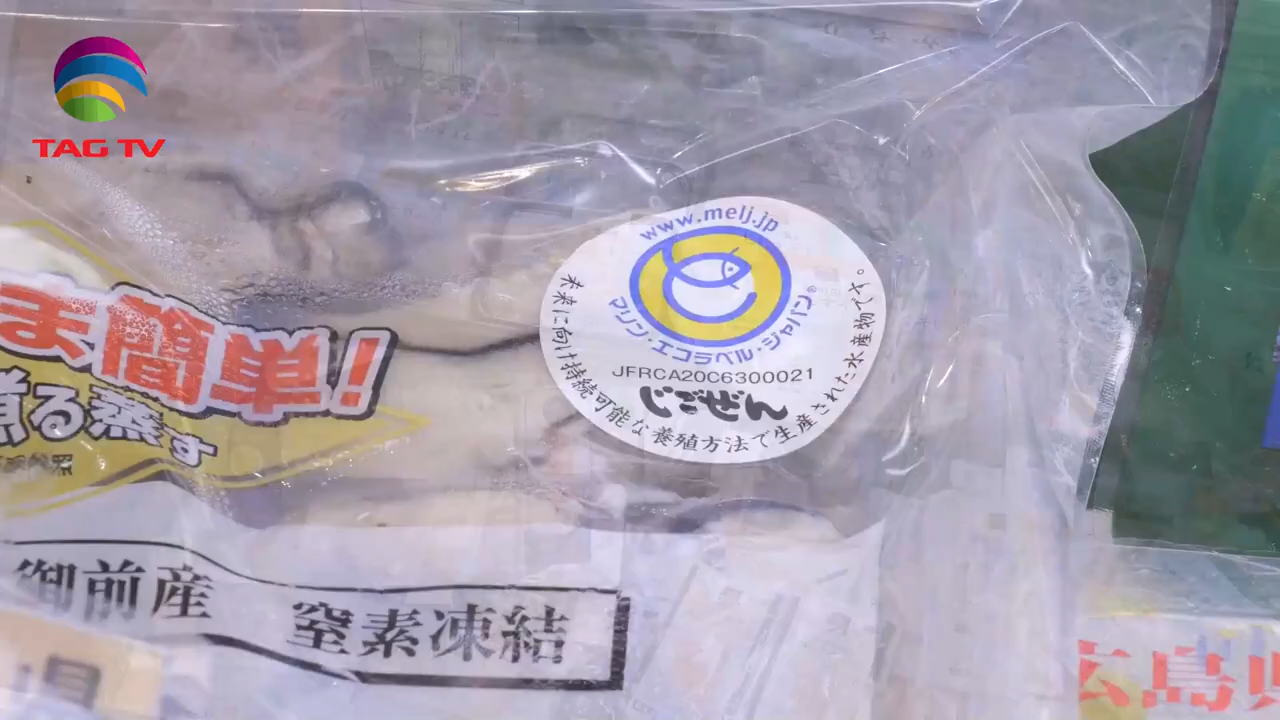 TAG TV
www.melj.jp
マリン・エコラベル・ジャパン®
JFRCA20C6300021
じごぜん
未来に向け持続可能な養殖方法で生産された水産物です。
ま簡単!
煮る蒸す
御前産 窒素凍結
県
広島県